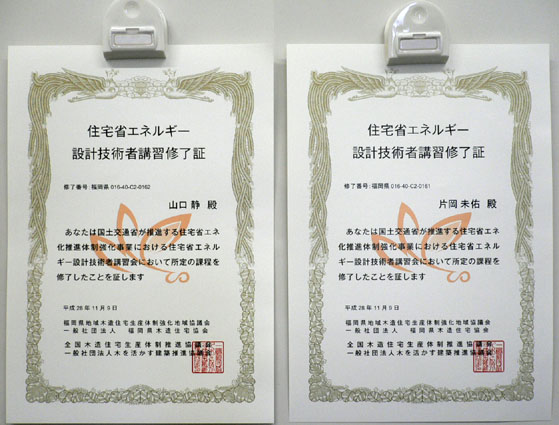 住宅省エネルギー
設計技術者講習修了証
修了番号:福岡県 016-40-C2-0162
山口 静 殿
あなたは国土交通省が推進する住宅省エネ
化推進体制強化事業における住宅省エネル
ギー設計技術者講習会において所定の課程を
修了したことを証します
平成28年11月9日
福岡県地域木造住宅生産体制強化地域協議会
一般社団法人 福岡県木造住宅協会
全国木造住宅生産体制推進協議会
一般社団法人木を活かす建築推進協議会
住宅省エネルギー
設計技術者講習修了証
修了番号:福岡県 016-40-C2-0161
片岡 未佑 殿
あなたは国土交通省が推進する住宅省エネ
化推進体制強化事業における住宅省エネル
ギー設計技術者講習会において所定の課程を
修了したことを証します
平成28年11月9日
福岡県地域木造住宅生産体制強化地域協議会
一般社団法人 福岡県木造住宅協会
全国木造住宅生産体制推進協議会
一般社団法人木を活かす建築推進協議会